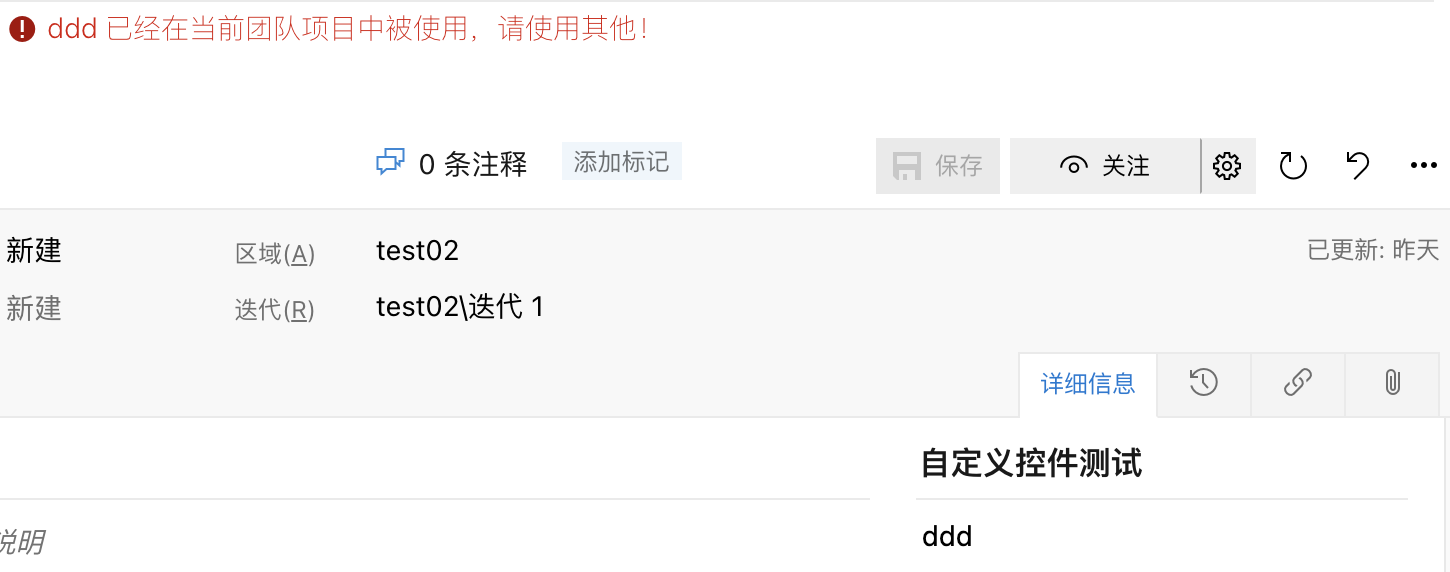 ddd 已经在当前团队项目中被使用，请使用其他！
0 条注释 添加标记 保存 关注
新建 区域(A) test02 已更新: 昨天
新建 迭代(R) test02\迭代 1
详细信息
自定义控件测试
说明 ddd